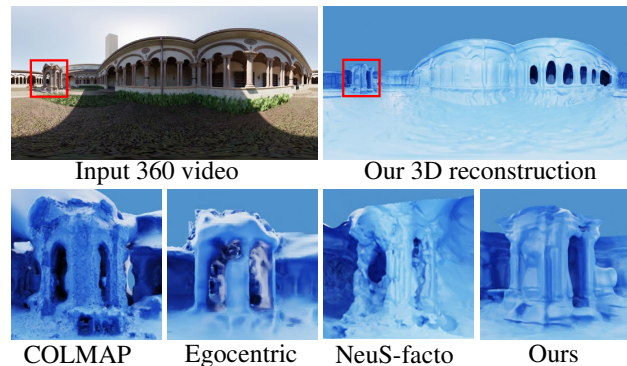 Input 360 video
Our 3D reconstruction
COLMAP
Egocentric
NeuS-facto
Ours